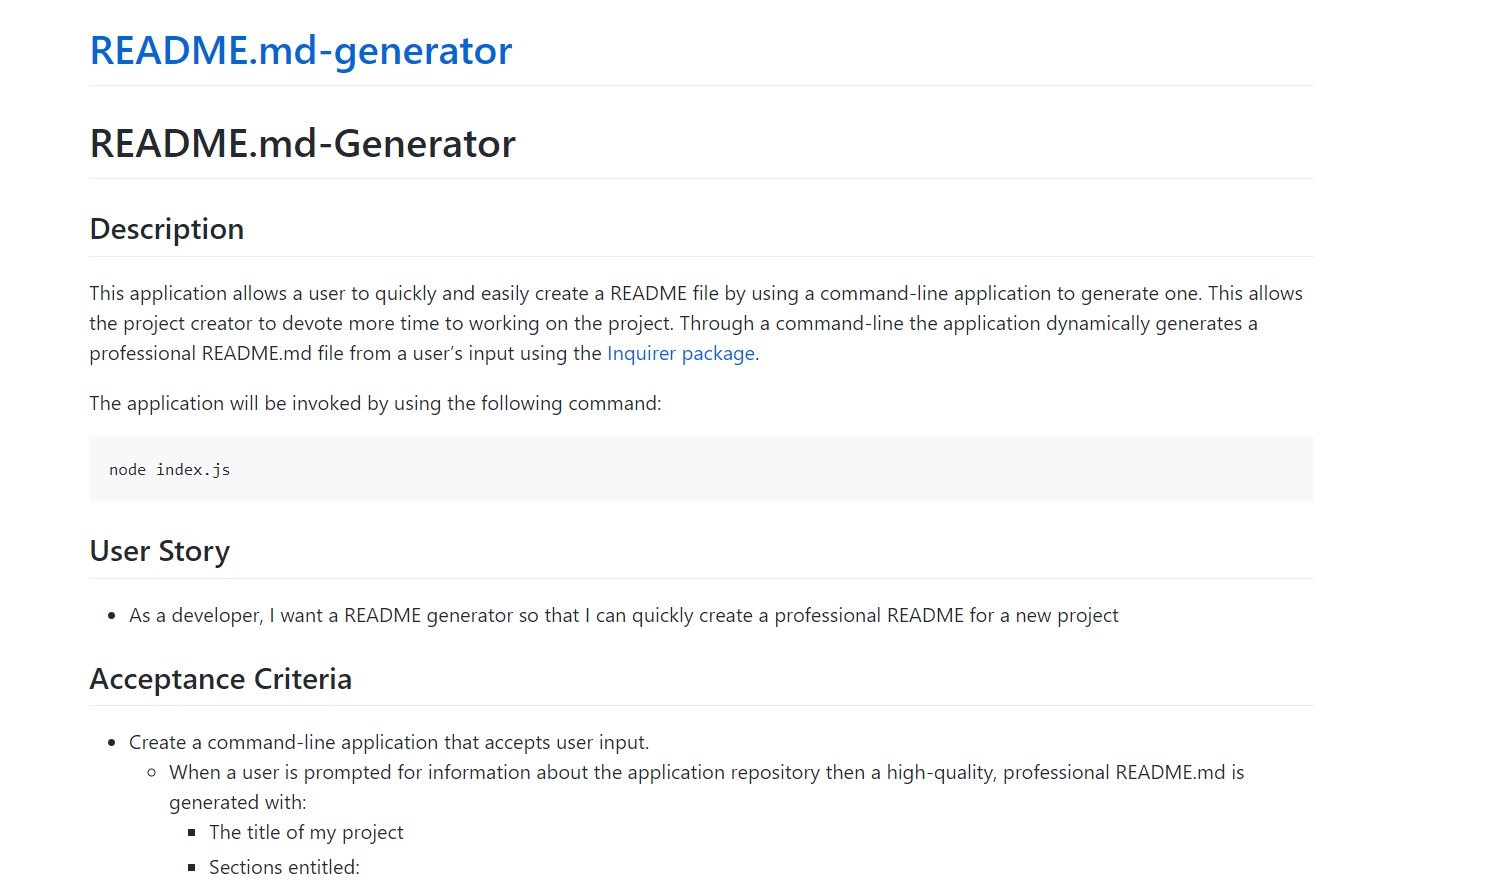 README.md-generator
README.md-Generator
Description
This application allows a user to quickly and easily create a README file by using a command-line application to generate one. This allows
the project creator to devote more time to working on the project. Through a command-line the application dynamically generates a
professional README.md file from a user’s input using the Inquirer package.
The application will be invoked by using the following command:
node index.js
User Story
As a developer, I want a README generator so that I can quickly create a professional README for a new project
Acceptance Criteria
Create a command-line application that accepts user input.
When a user is prompted for information about the application repository then a high-quality, professional README.md is
generated with:
The title of my project
Sections entitled: